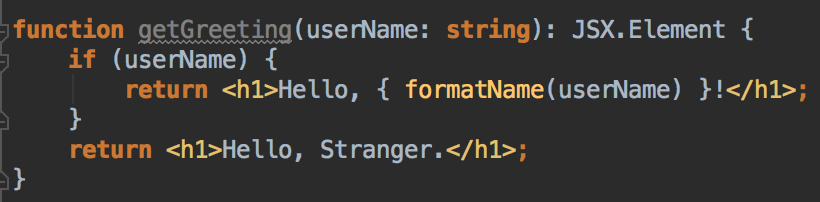 function getGreeting(userName: string): JSX.Element {
    if (userName) {
        return <h1>Hello, { formatName(userName) }!</h1>;
    }
    return <h1>Hello, Stranger.</h1>;
}